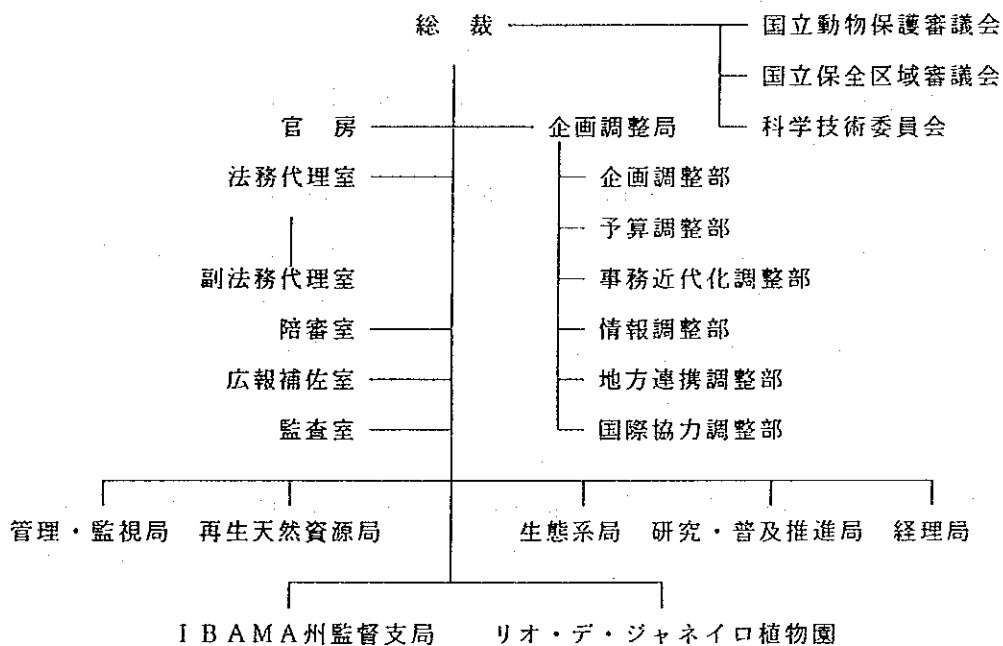 総裁
国立動物保護審議会
国立保全区域審議会
科学技術委員会
官房
企画調整局
法務代理室
企画調整部
予算調整部
副法務代理室
事務近代化調整部
陪審室
情報調整部
広報補佐室
地方連携調整部
監査室
国際協力調整部
管理・監視局 再生天然資源局 生態系局 研究・普及推進局 経理局
IBAMA州監督支局 リオ・デ・ジャネイロ植物園